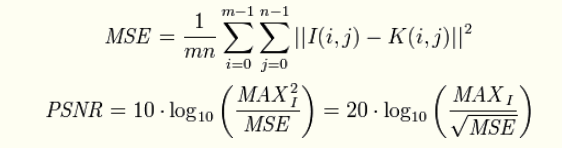 MSE = \frac{1}{mn} \sum_{i=0}^{m-1} \sum_{j=0}^{n-1} ||I(i,j) - K(i,j)||^2
PSNR = 10 \cdot \log_{10} \left( \frac{MAX_I^2}{MSE} \right) = 20 \cdot \log_{10} \left( \frac{MAX_I}{\sqrt{MSE}} \right)